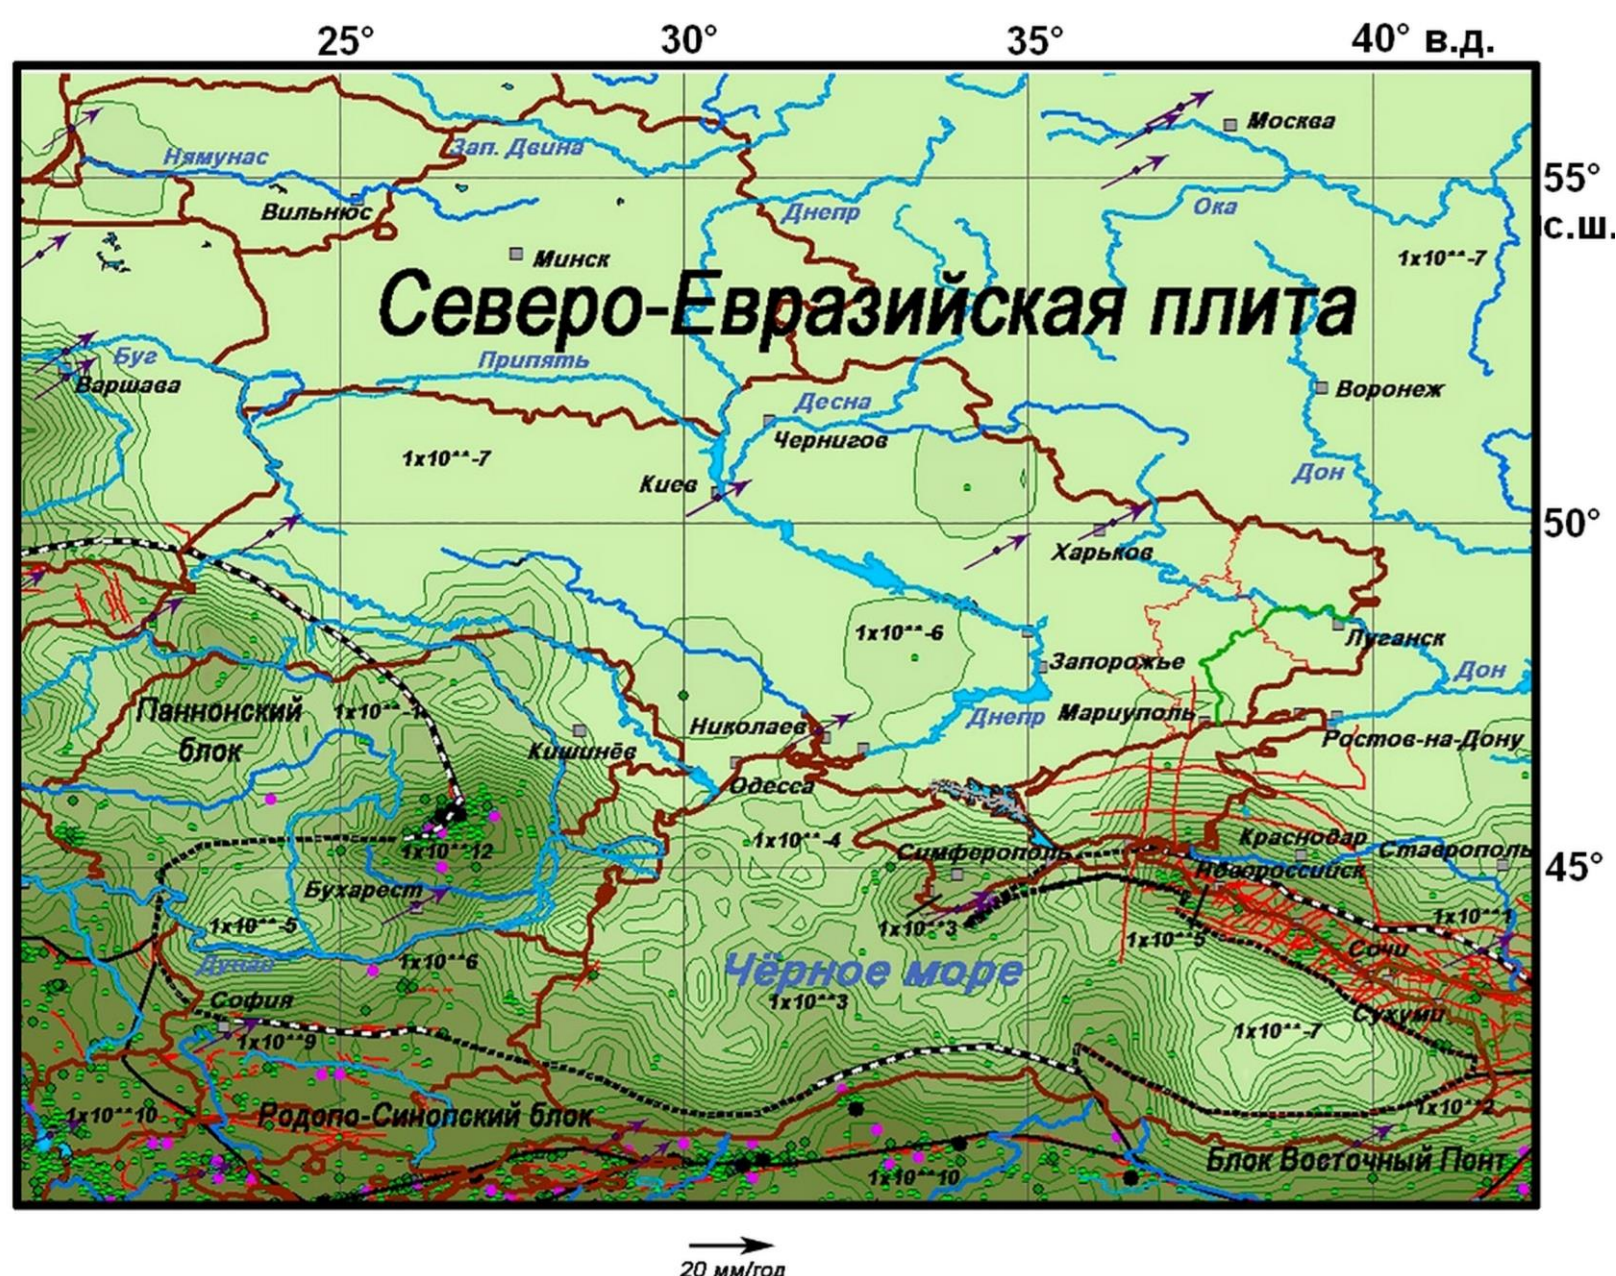 25° 30° 35° 40° в.д.
Москва
Нямунас
Зап. Двина
55°
с.ш.
Вильнюс
Днепр
Ока
Минск
1x10**-7
Северо-Евразийская плита
Буг
Припять
Варшава
Десна
Воронеж
Чернигов
1x10**-7
Киев
Дон
50°
Харьков
1x10**-6
Луганск
Запорожье
Дон
Паннонский
блок
Николаев
Днепр
Мариуполь
Кишинёв
Ростов-на-Дону
Одесса
1x10**-4
Краснодар
Ставрополь
1x10**12
Симферополь
45°
Новороссийск
Бухарест
1x10**-5
1x10**3
1x10**1
1x10**5
Сочи
Дунай
1x10**6
Чёрное море
София
1x10**3
Сухуми
1x10**9
1x10**-7
1x10**10
Родопо-Синопский блок
1x10**2
Блок Восточный Понт
1x10**10
20 мм/год